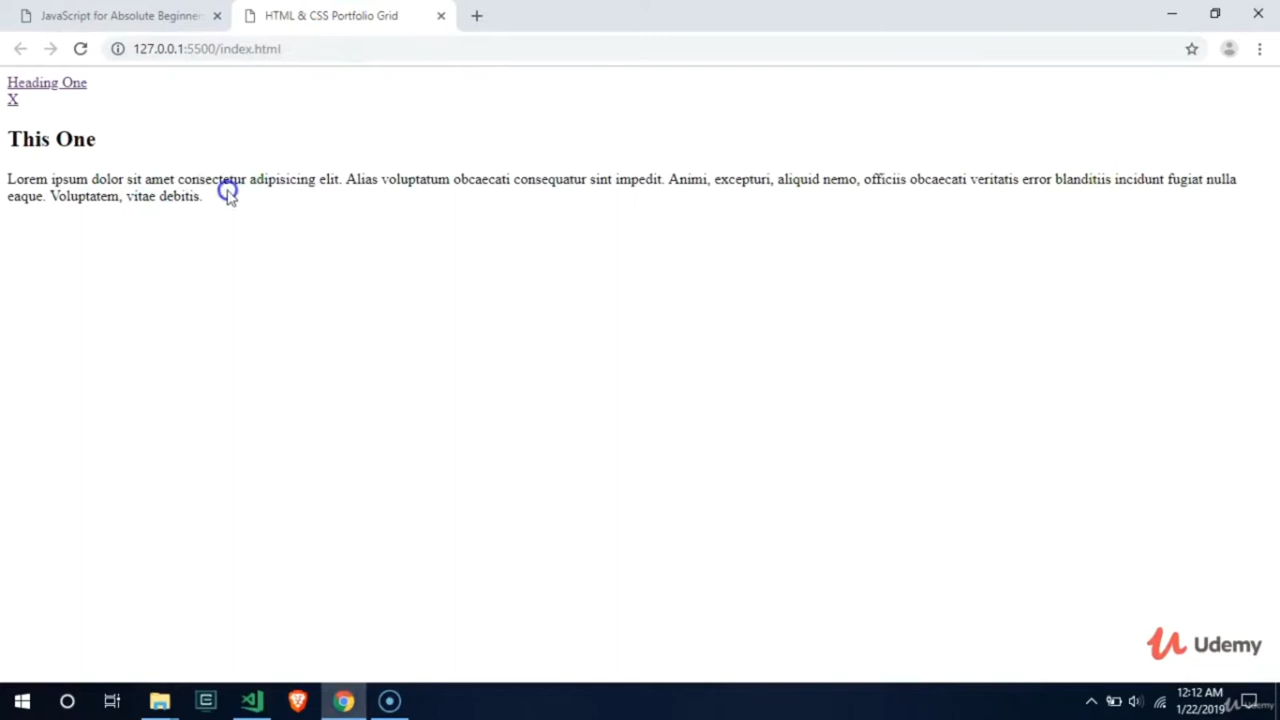 JavaScript for Absolute Beginner
HTML & CSS Portfolio Grid
127.0.0.1:5500/index.html
Heading One
X
This One
Lorem ipsum dolor sit amet consectetur adipisicing elit. Alias voluptatum obcaecati consequatur sint impedit. Animi, excepturi, aliquid nemo, officiis obcaecati veritatis error blanditiis incidunt fugiat nulla
eaque. Voluptatem, vitae debitis.
Udemy
12:12 AM
1/22/2019
Udemy